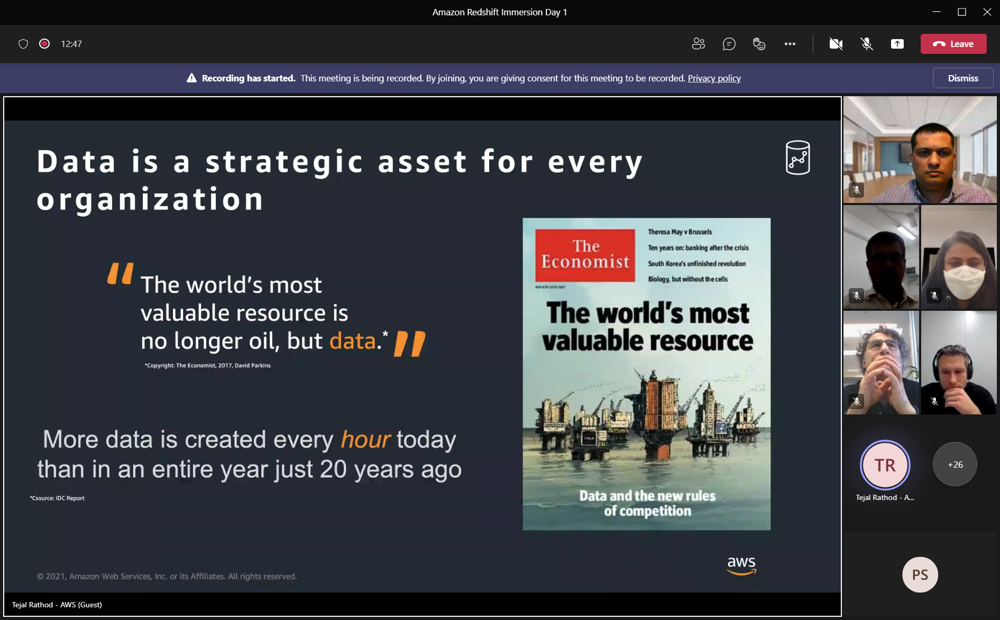 Amazon Redshift Immersion Day 1
12:47
Leave
Recording has started. This meeting is being recorded. By joining, you are giving consent for this meeting to be recorded. Privacy policy
Dismiss
Data is a strategic asset for every
organization
“The world’s most
valuable resource is
no longer oil, but data.*”
*Copyright: The Economist, 2017, David Parkins
More data is created every hour today
than in an entire year just 20 years ago
*Csource: IDC Report
The
Economist
MAY 6TH–12TH 2017
Theresa May v Brussels
Ten years on: banking after the crisis
South Korea’s unfinished revolution
Biology, but without the cells
The world’s most
valuable resource
amazon
f
Data and the new rules
of competition
© 2021, Amazon Web Services, Inc. or its Affiliates. All rights reserved.
aws
Tejal Rathod - AWS (Guest)
TR
Tejal Rathod - A...
+26
PS